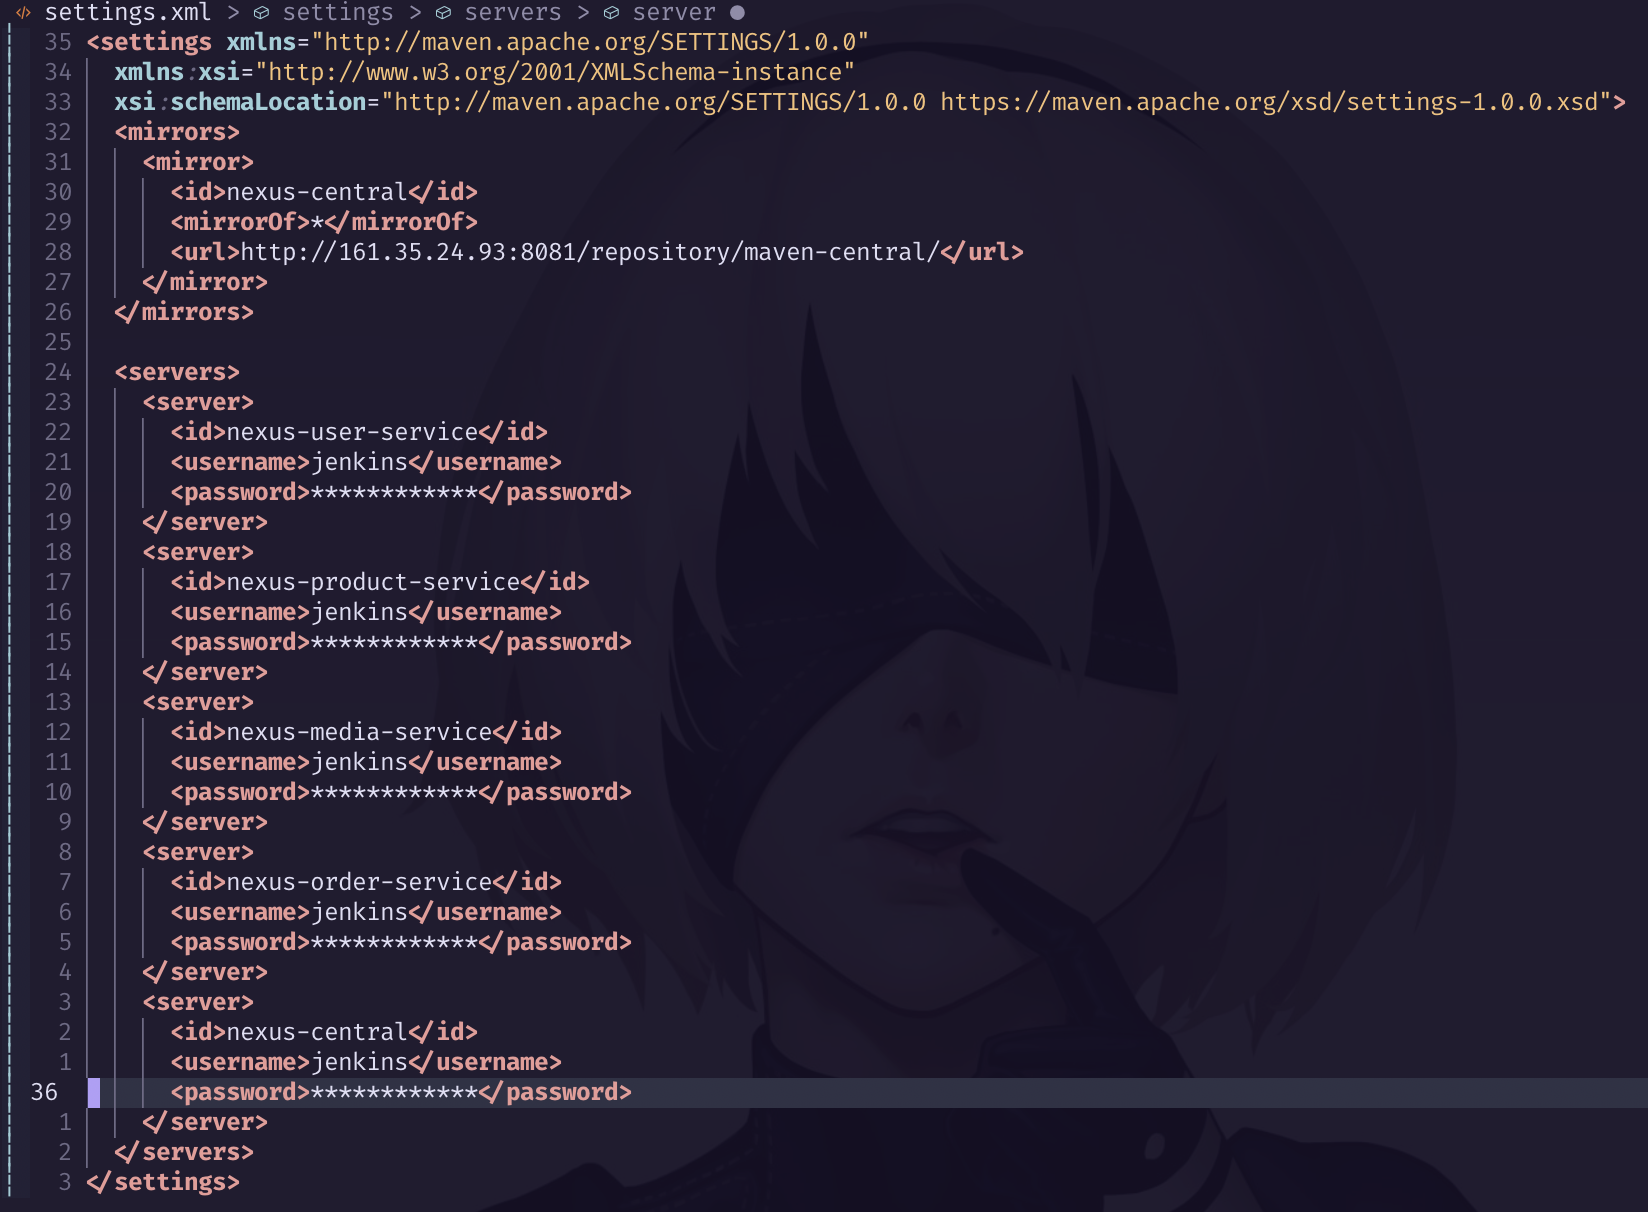 settings.xml > settings > servers > server
35 <settings xmlns="http://maven.apache.org/SETTINGS/1.0.0"
34   xmlns:xsi="http://www.w3.org/2001/XMLSchema-instance"
33   xsi:schemaLocation="http://maven.apache.org/SETTINGS/1.0.0 https://maven.apache.org/xsd/settings-1.0.0.xsd">
32   <mirrors>
31     <mirror>
30       <id>nexus-central</id>
29       <mirrorOf>*</mirrorOf>
28       <url>http://161.35.24.93:8081/repository/maven-central/</url>
27     </mirror>
26   </mirrors>
25
24   <servers>
23     <server>
22       <id>nexus-user-service</id>
21       <username>jenkins</username>
20       <password>************</password>
19     </server>
18     <server>
17       <id>nexus-product-service</id>
16       <username>jenkins</username>
15       <password>************</password>
14     </server>
13     <server>
12       <id>nexus-media-service</id>
11       <username>jenkins</username>
10       <password>************</password>
9     </server>
8     <server>
7       <id>nexus-order-service</id>
6       <username>jenkins</username>
5       <password>************</password>
4     </server>
3     <server>
2       <id>nexus-central</id>
1       <username>jenkins</username>
36       <password>************</password>
1     </server>
2   </servers>
3 </settings>